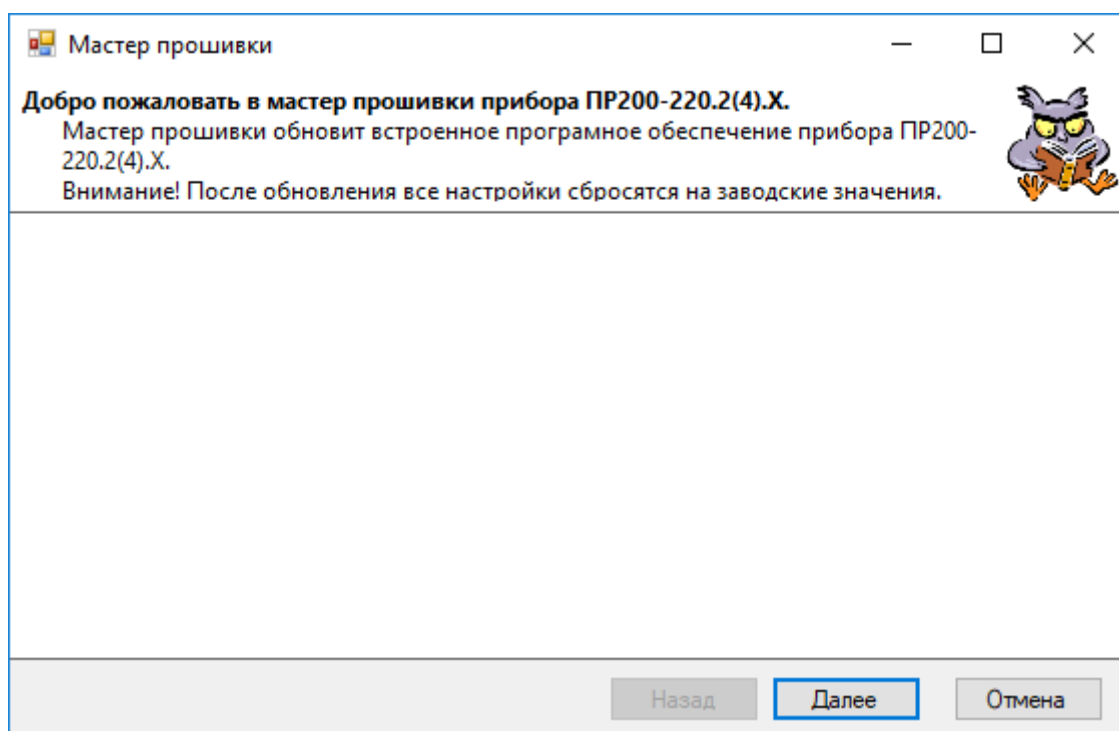 Мастер прошивки
Добро пожаловать в мастер прошивки прибора ПР200-220.2(4).Х.
Мастер прошивки обновит встроенное програмное обеспечение прибора ПР200-
220.2(4).Х.
Внимание! После обновления все настройки сбросятся на заводские значения.
Назад Далее Отмена